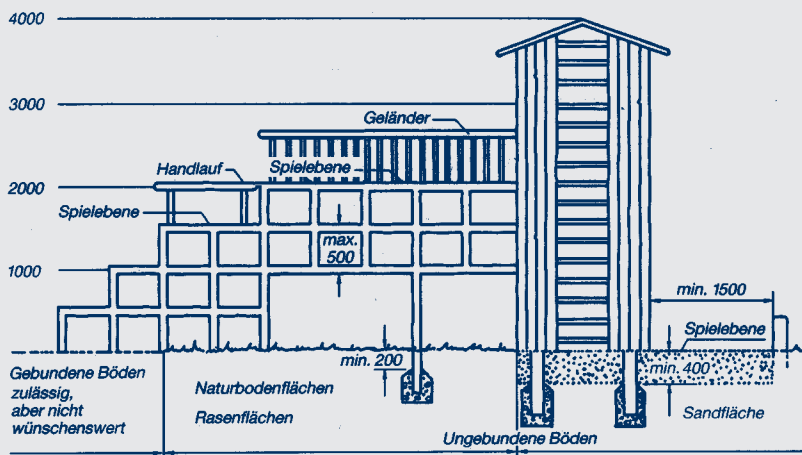 4000
3000
Geländer
Handlauf
Spielebene
2000
Spielebene
max.
500
1000
min. 1500
Spielebene
min. 200
min. 400
Gebundene Böden
zulässig,
aber nicht
wünschenswert
Naturbodenflächen
Rasenflächen
Sandfläche
Ungebundene Böden